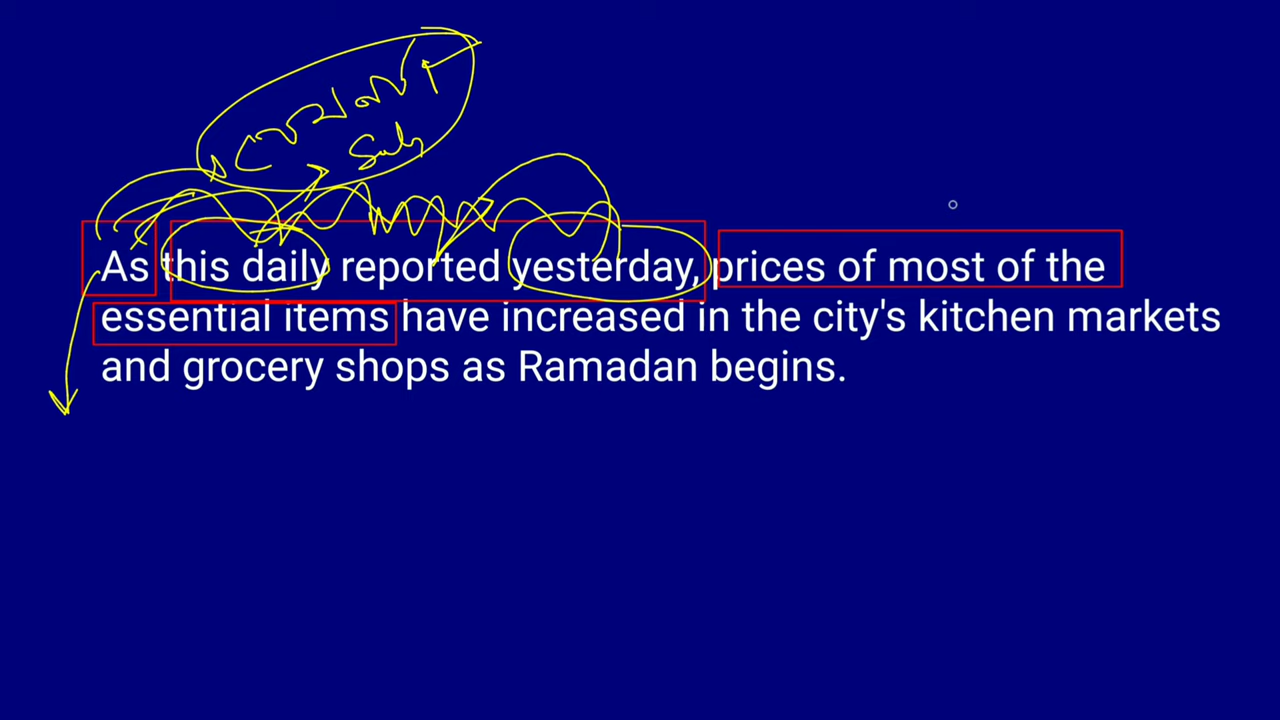 As this daily reported yesterday, prices of most of the
essential items have increased in the city's kitchen markets
and grocery shops as Ramadan begins.